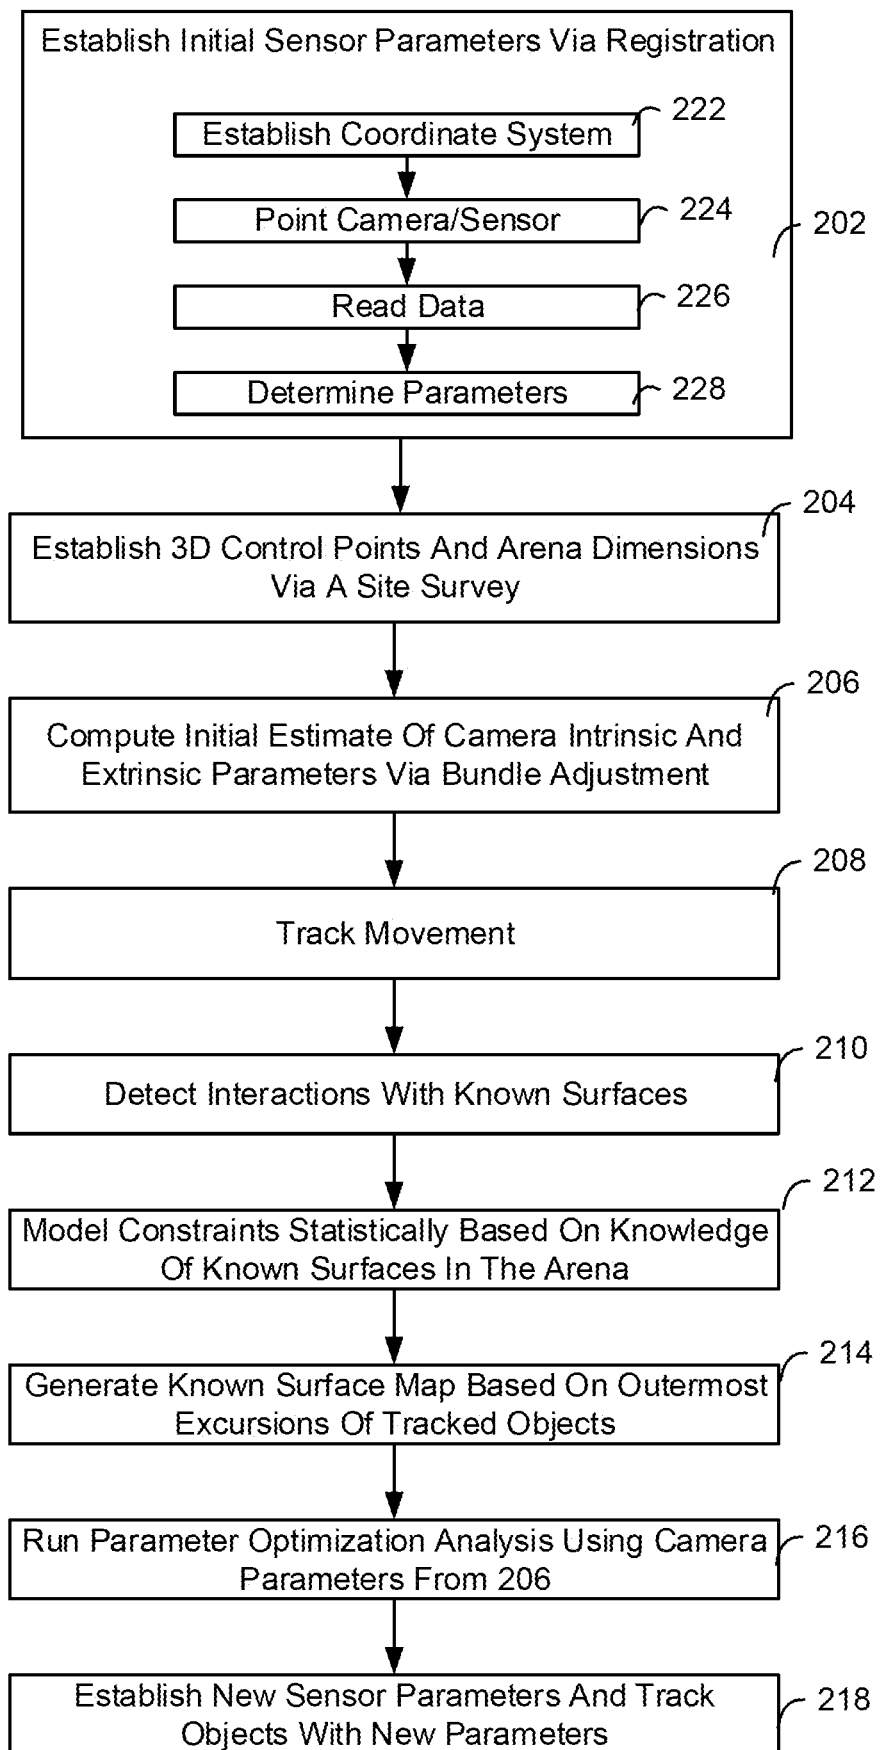 Establish Initial Sensor Parameters Via Registration
222
Establish Coordinate System
224
Point Camera/Sensor
202
226
Read Data
228
Determine Parameters
204
Establish 3D Control Points And Arena Dimensions
Via A Site Survey
206
Compute Initial Estimate Of Camera Intrinsic And
Extrinsic Parameters Via Bundle Adjustment
208
Track Movement
210
Detect Interactions With Known Surfaces
212
Model Constraints Statistically Based On Knowledge
Of Known Surfaces In The Arena
214
Generate Known Surface Map Based On Outermost
Excursions Of Tracked Objects
216
Run Parameter Optimization Analysis Using Camera
Parameters From 206
218
Establish New Sensor Parameters And Track
Objects With New Parameters